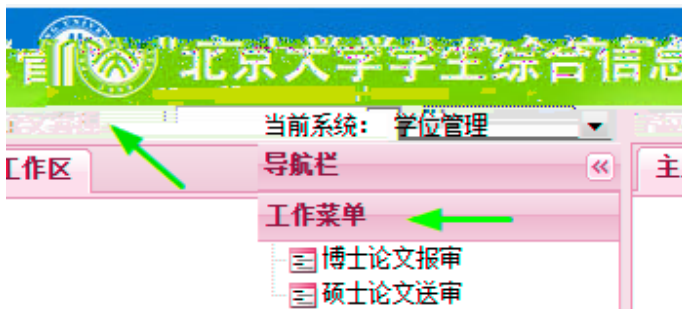 北京大学学生综合信息
当前系统： 学位管理
工作区
导航栏
主
工作菜单
博士论文报审
硕士论文送审